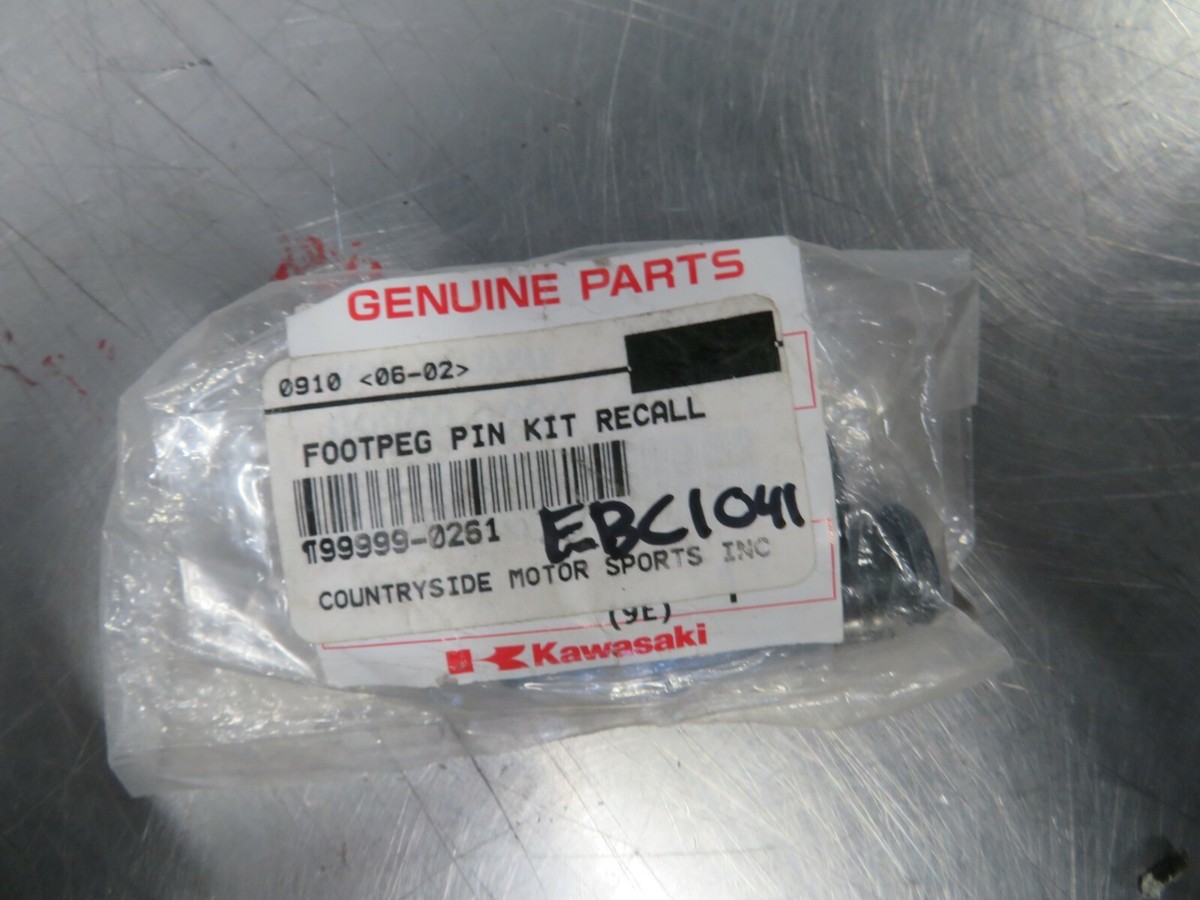 GENUINE PARTS
0910 <06-02>
FOOTPEG PIN KIT RECALL
¶99999-0261
EBC1041
COUNTRYSIDE MOTOR SPORTS INC
(9E)
Kawasaki